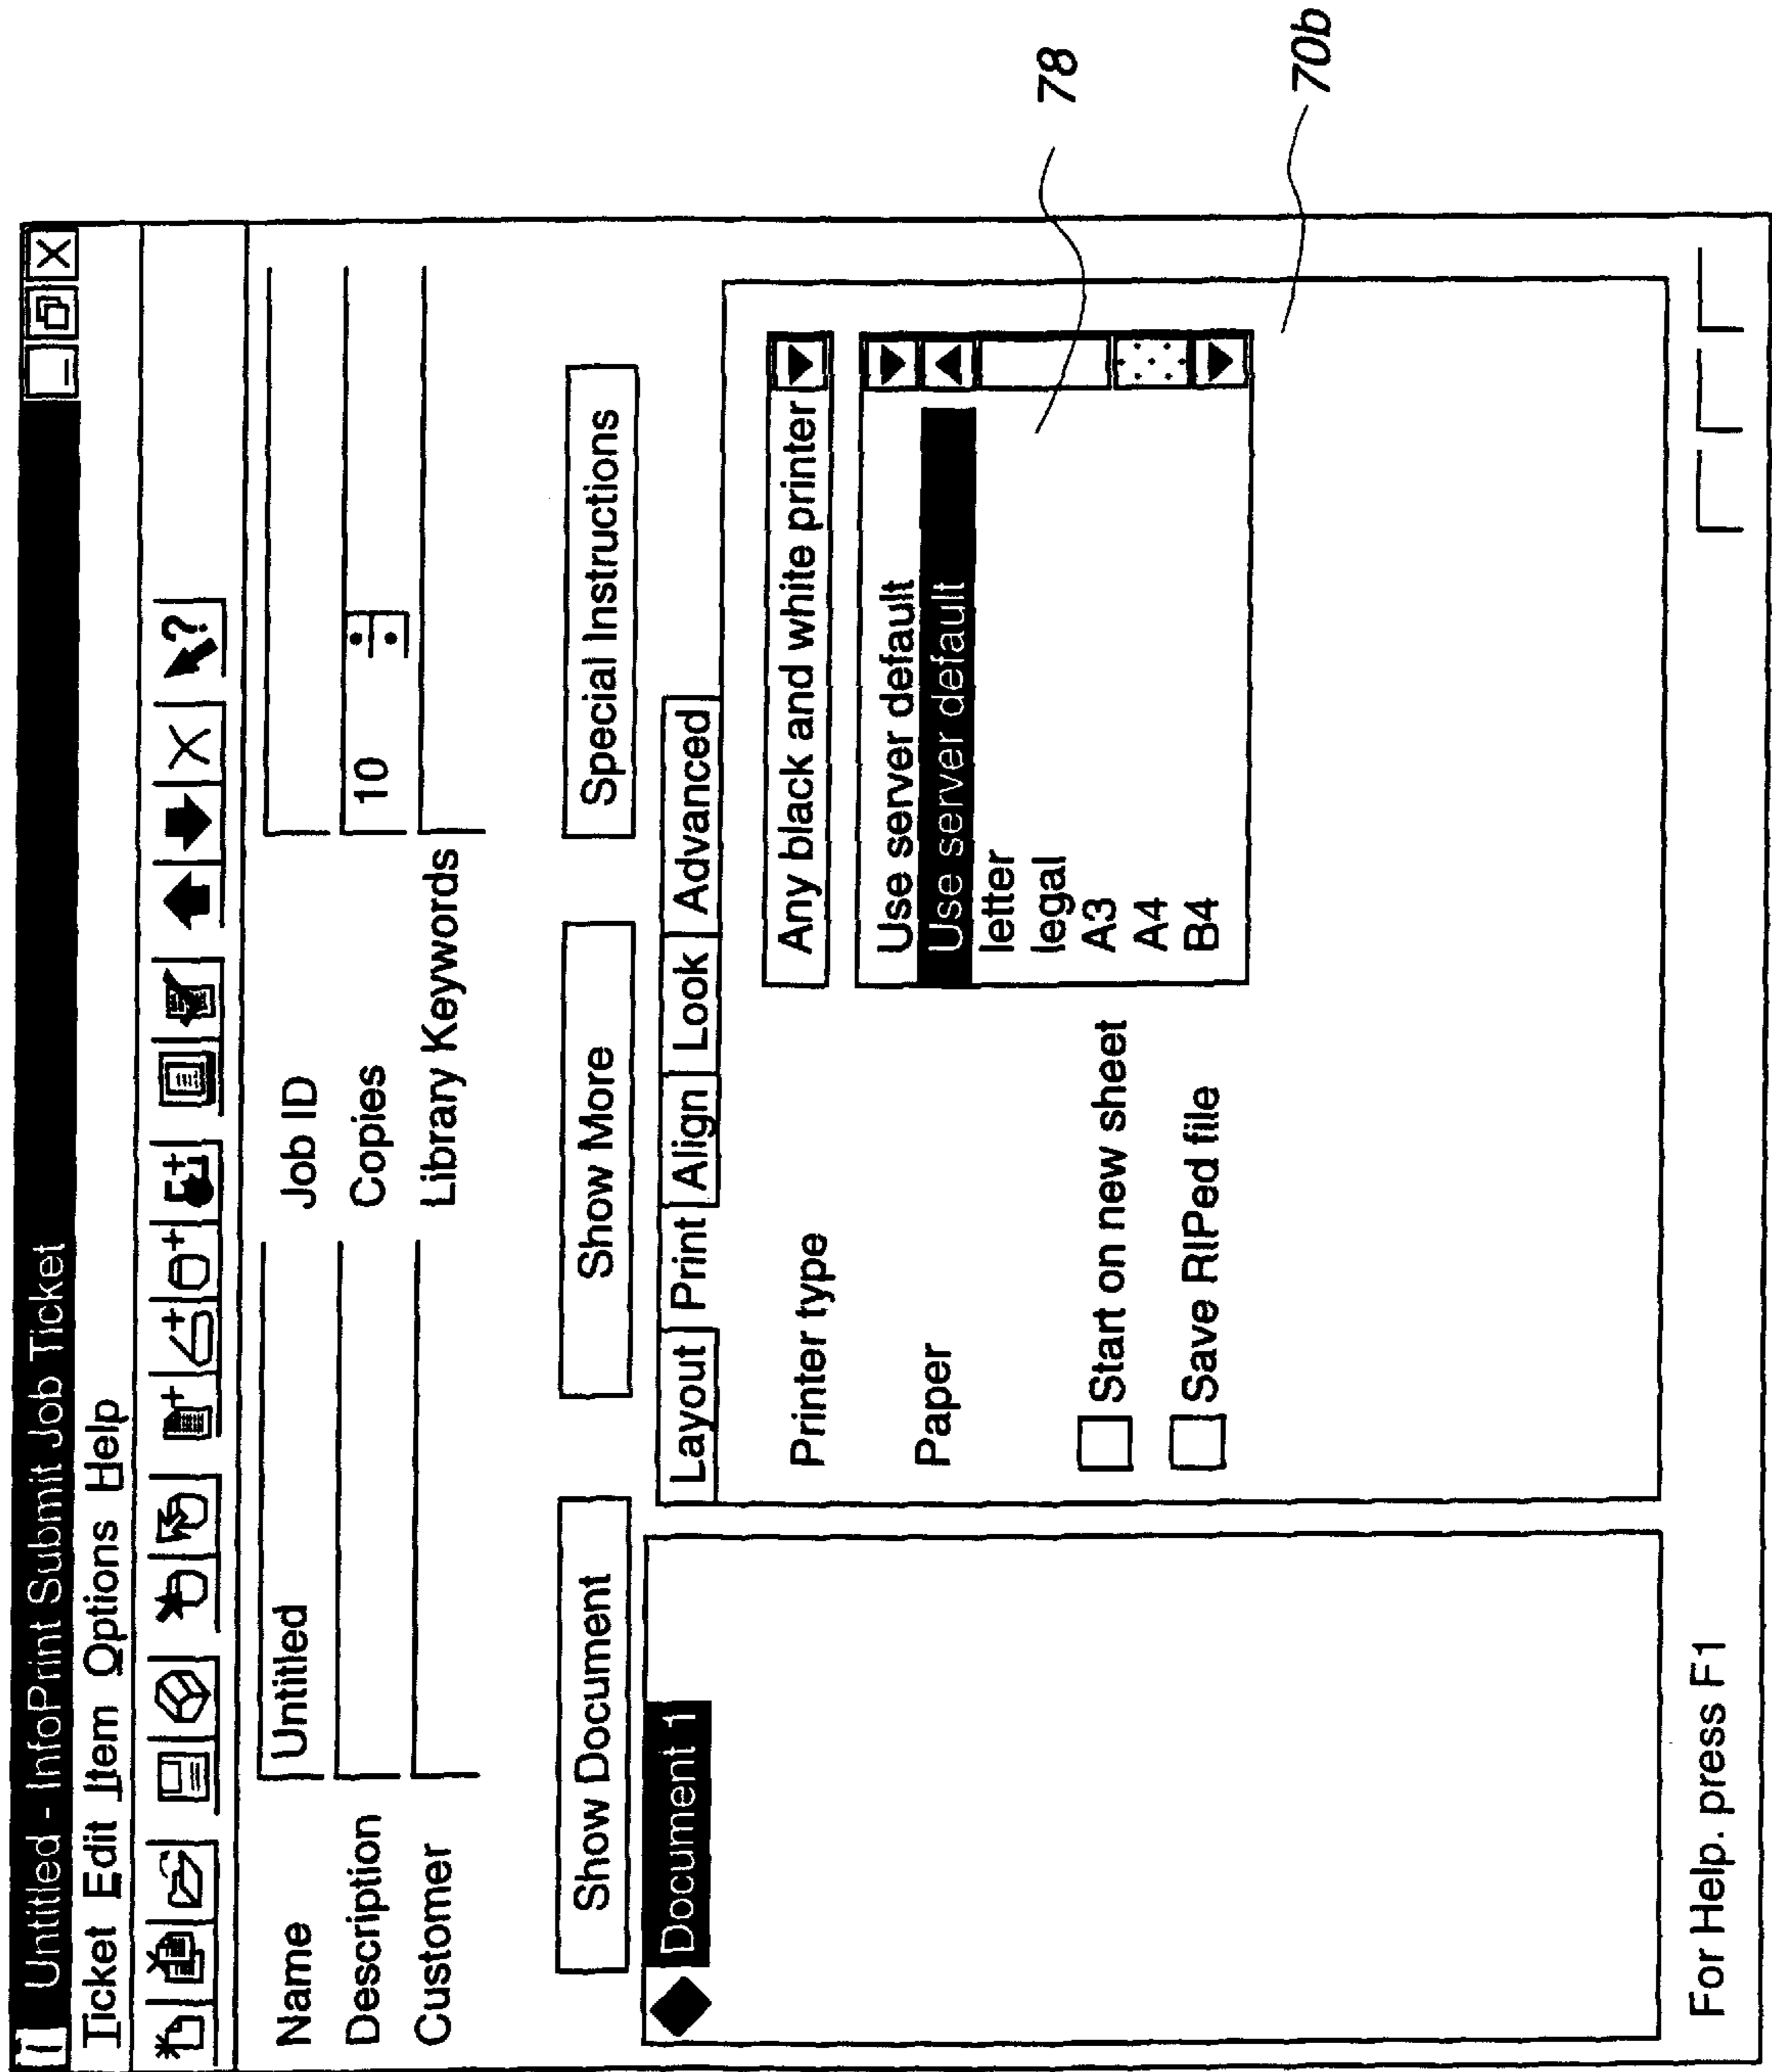 Untitled - InfoPrint Submit Job Ticket
Ticket Edit Item Options Help
Name Untitled Job ID
Description Copies 10
Customer Library Keywords
Show Document Show More Special Instructions
Document 1
Layout Print Align Look Advanced
Printer type Any black and white printer
Paper Use server default
Use server default
letter
legal
A3
A4
B4
Start on new sheet
Save RIPed file
For Help. press F1
78
70b